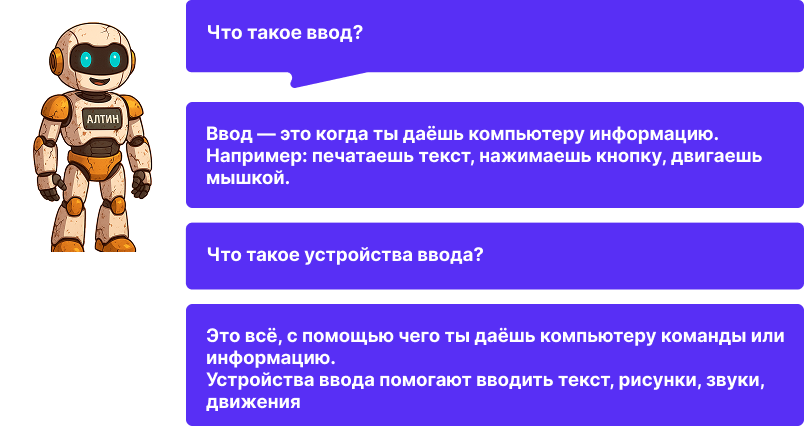 Что такое ввод?
АЛТИН
Ввод — это когда ты даёшь компьютеру информацию.
Например: печатаешь текст, нажимаешь кнопку, двигаешь
мышкой.
Что такое устройства ввода?
Это всё, с помощью чего ты даёшь компьютеру команды или
информацию.
Устройства ввода помогают вводить текст, рисунки, звуки,
движения